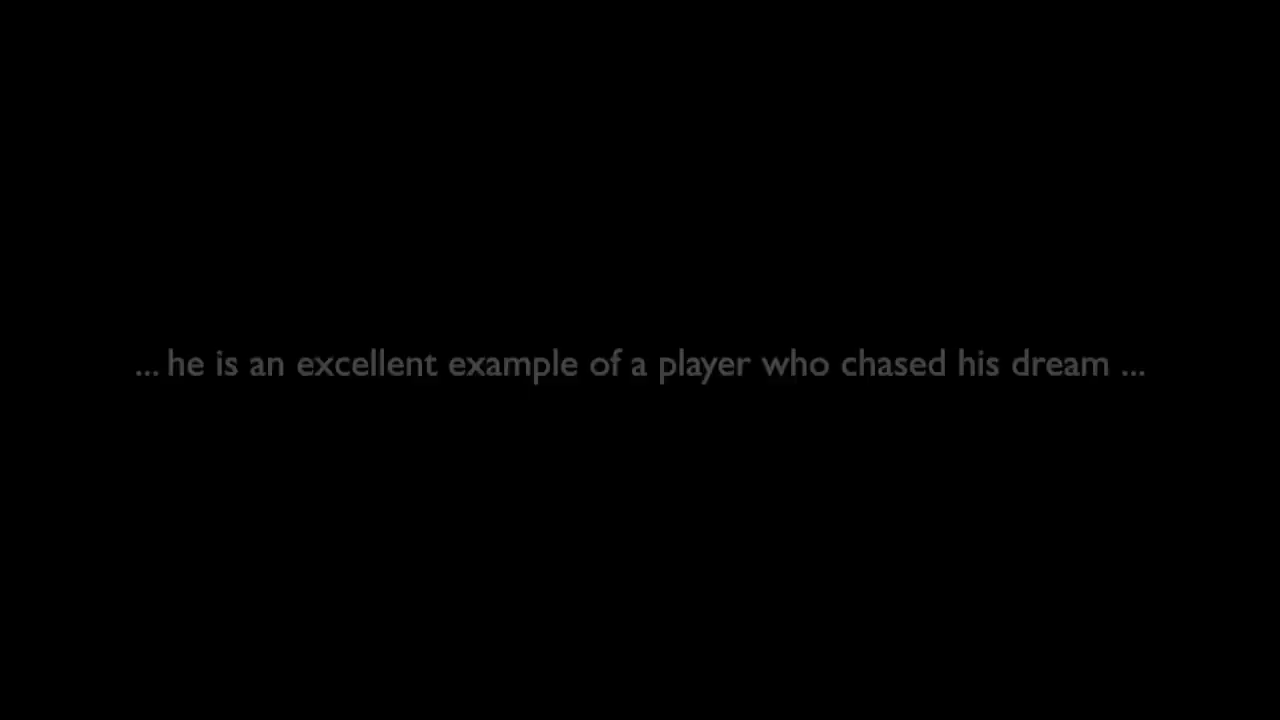 ... he is an excellent example of a player who chased his dream ...